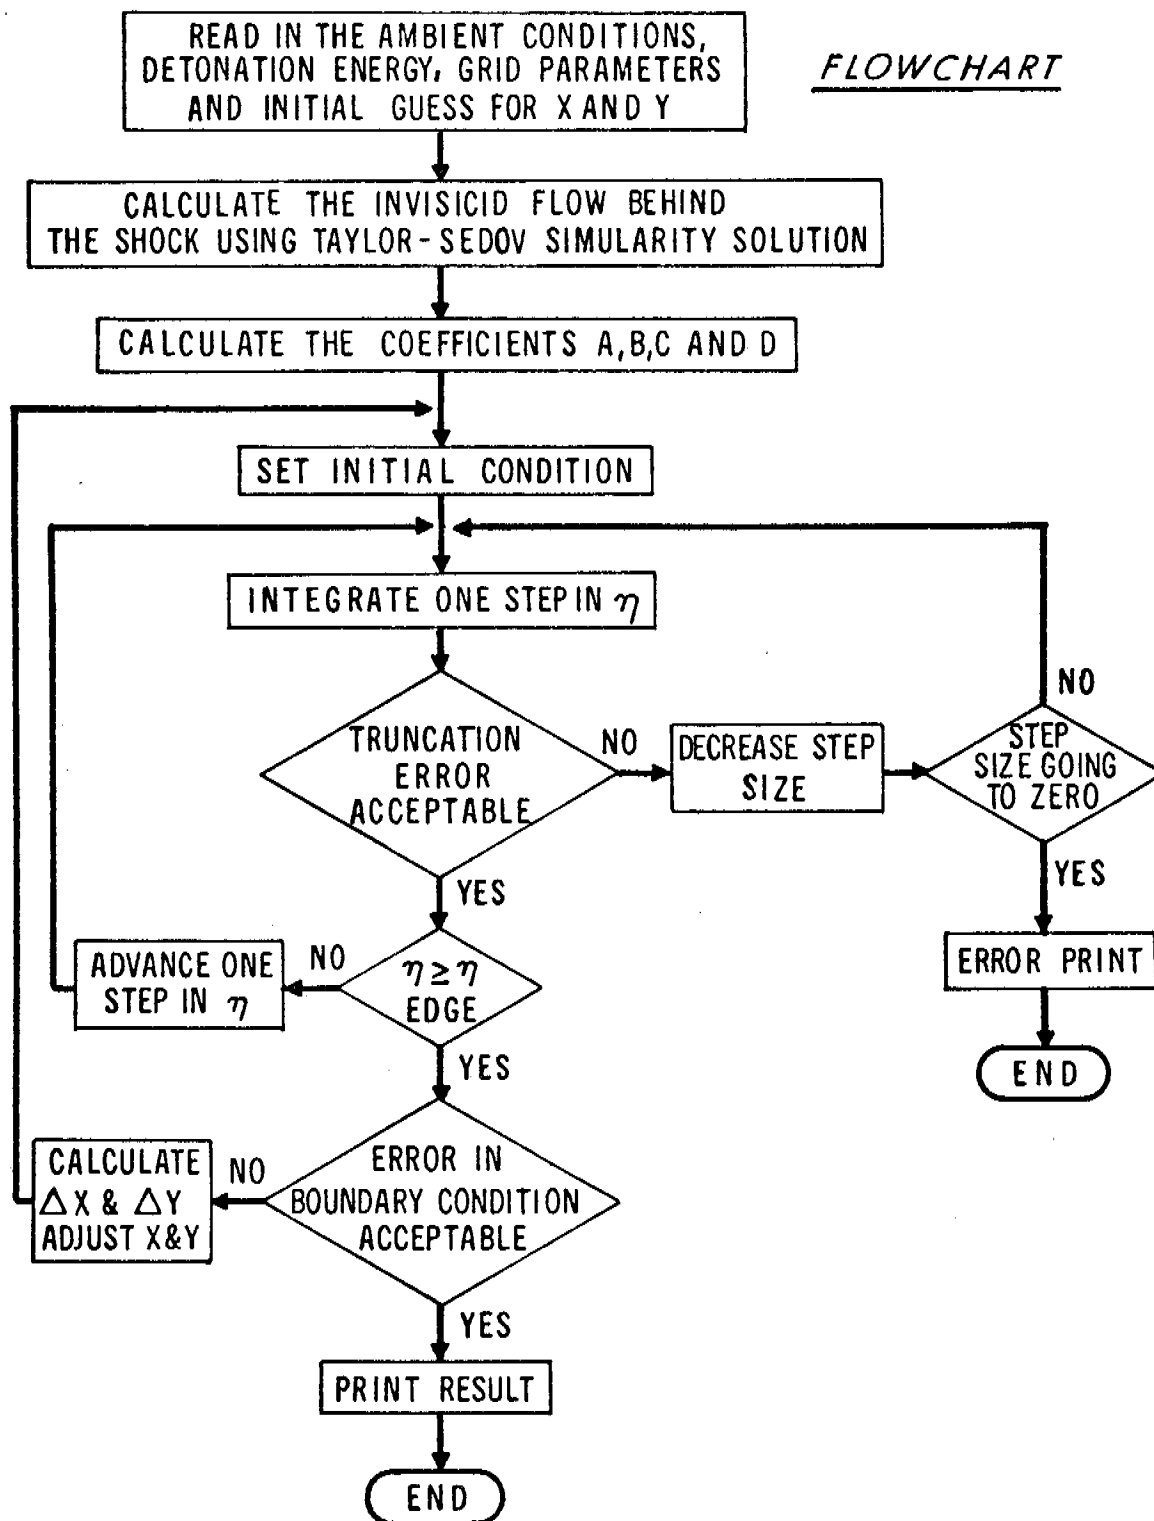 READ IN THE AMBIENT CONDITIONS,
DETONATION ENERGY, GRID PARAMETERS
AND INITIAL GUESS FOR X AND Y
FLOWCHART
CALCULATE THE INVISICID FLOW BEHIND
THE SHOCK USING TAYLOR-SEDOV SIMULARITY SOLUTION
CALCULATE THE COEFFICIENTS A,B,C AND D
SET INITIAL CONDITION
INTEGRATE ONE STEP IN η
TRUNCATION
ERROR
ACCEPTABLE
NO
DECREASE STEP
SIZE
STEP
SIZE GOING
TO ZERO
NO
YES
ERROR PRINT
END
YES
η ≥ η
EDGE
NO
ADVANCE ONE
STEP IN η
YES
ERROR IN
BOUNDARY CONDITION
ACCEPTABLE
NO
CALCULATE
ΔX & ΔY
ADJUST X&Y
YES
PRINT RESULT
END